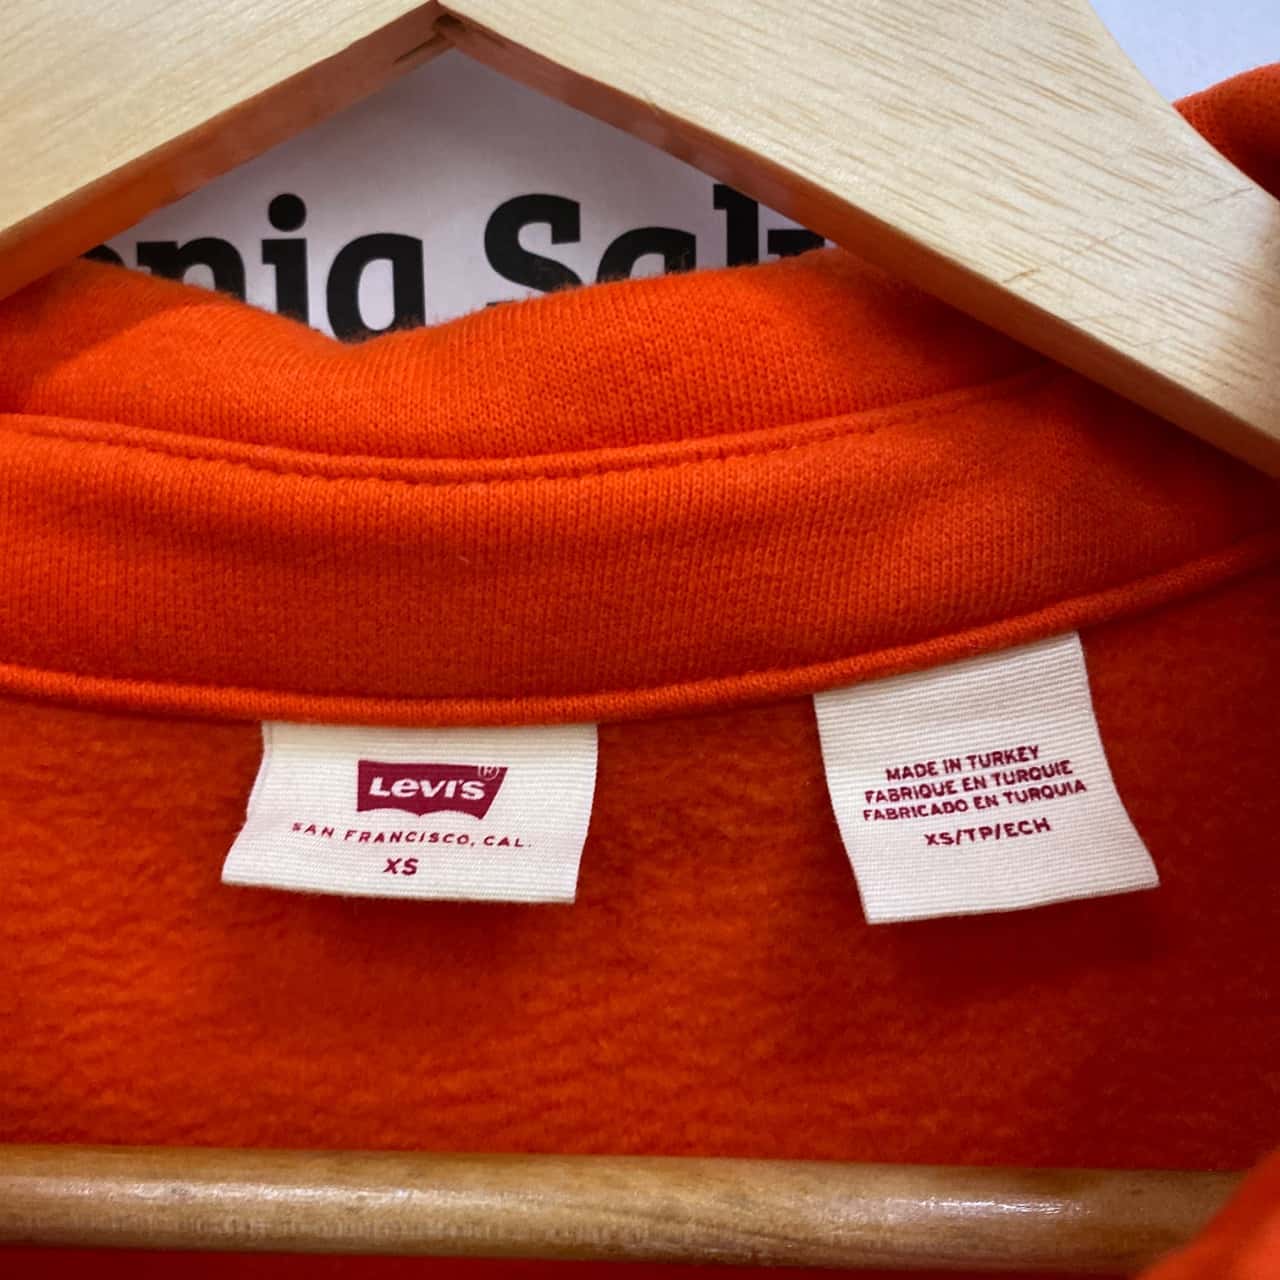 Levi's ®
SAN FRANCISCO, CAL.
XS
MADE IN TURKEY
FABRIQUE EN TURQUIE
FABRICADO EN TURQUIA
XS/TP/ECH